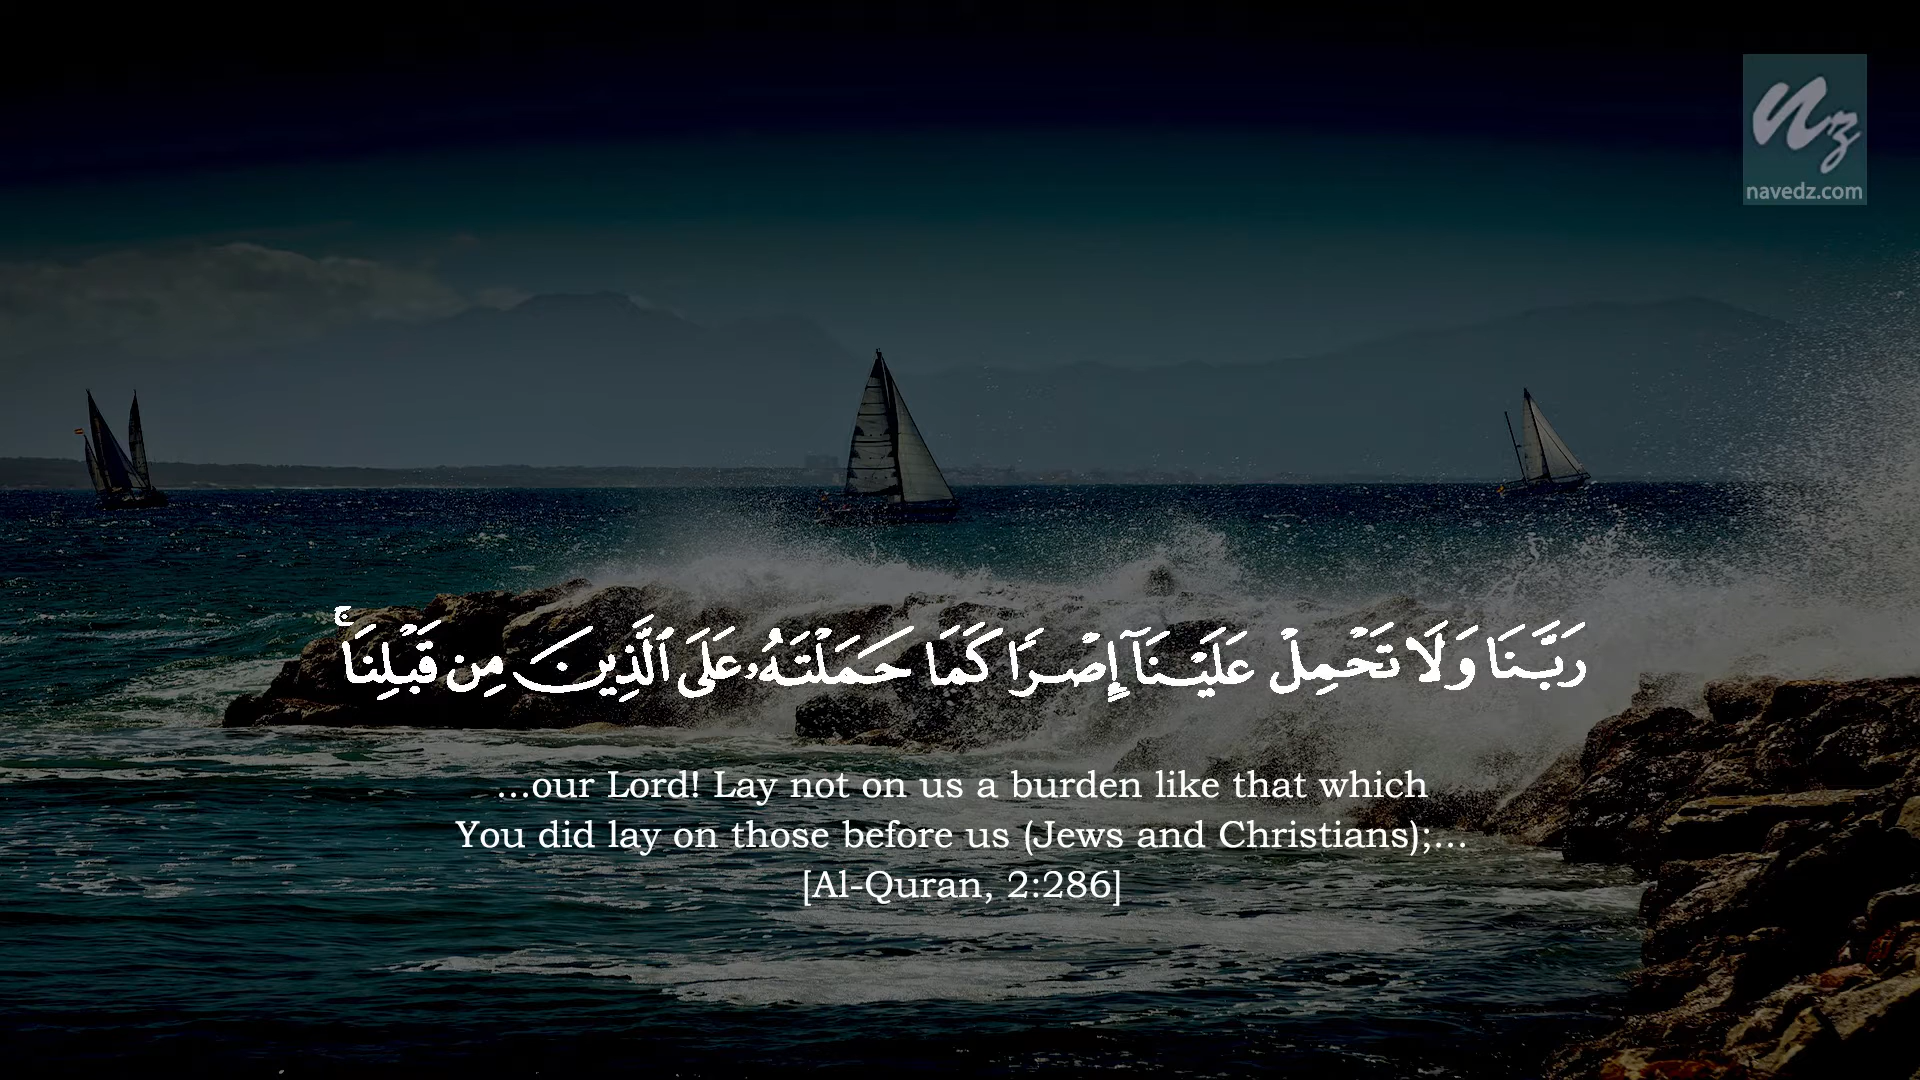 nz
navedz.com
رَبَّنَا وَلَا تَحْمِلْ عَلَيْنَآ إِصْرًا كَمَا حَمَلْتَهُۥ عَلَى ٱلَّذِينَ مِن قَبْلِنَا ۚ
...our Lord! Lay not on us a burden like that which
You did lay on those before us (Jews and Christians);...
[Al-Quran, 2:286]